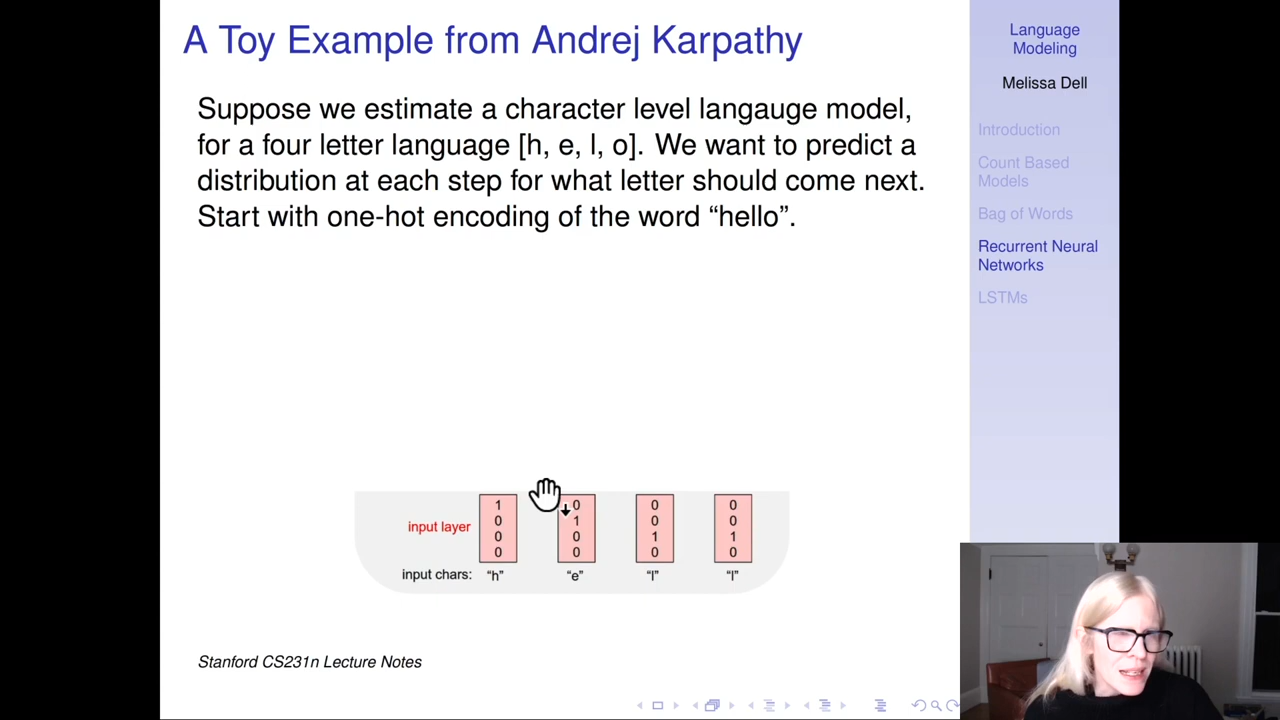 A Toy Example from Andrej Karpathy
Suppose we estimate a character level langauge model,
for a four letter language [h, e, l, o]. We want to predict a
distribution at each step for what letter should come next.
Start with one-hot encoding of the word “hello”.
input layer
1 0 0 0
0 1 0 0
0 0 1 1
0 0 0 0
input chars: “h” “e” “l” “l”
Stanford CS231n Lecture Notes
Language
Modeling
Melissa Dell
Introduction
Count Based
Models
Bag of Words
Recurrent Neural
Networks
LSTMs